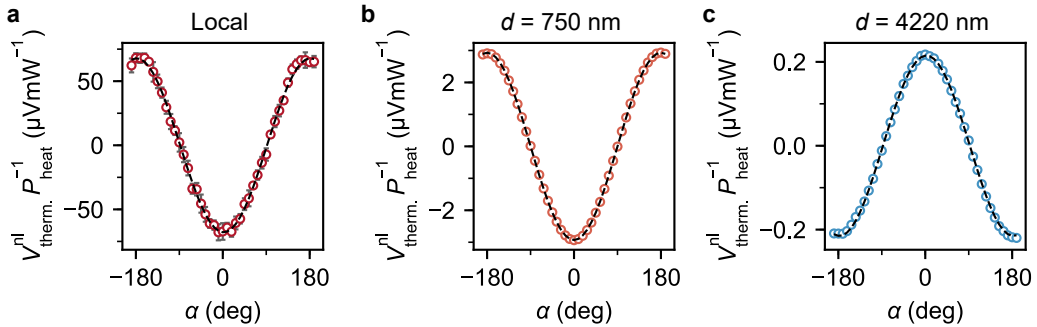 a Local
V^nl_therm. P^-1_heat (μVmW^-1)
50
0
−50
−180 0 180
α (deg)
b d = 750 nm
V^nl_therm. P^-1_heat (μVmW^-1)
2
0
−2
−180 0 180
α (deg)
c d = 4220 nm
V^nl_therm. P^-1_heat (μVmW^-1)
0.2
0.0
−0.2
−180 0 180
α (deg)